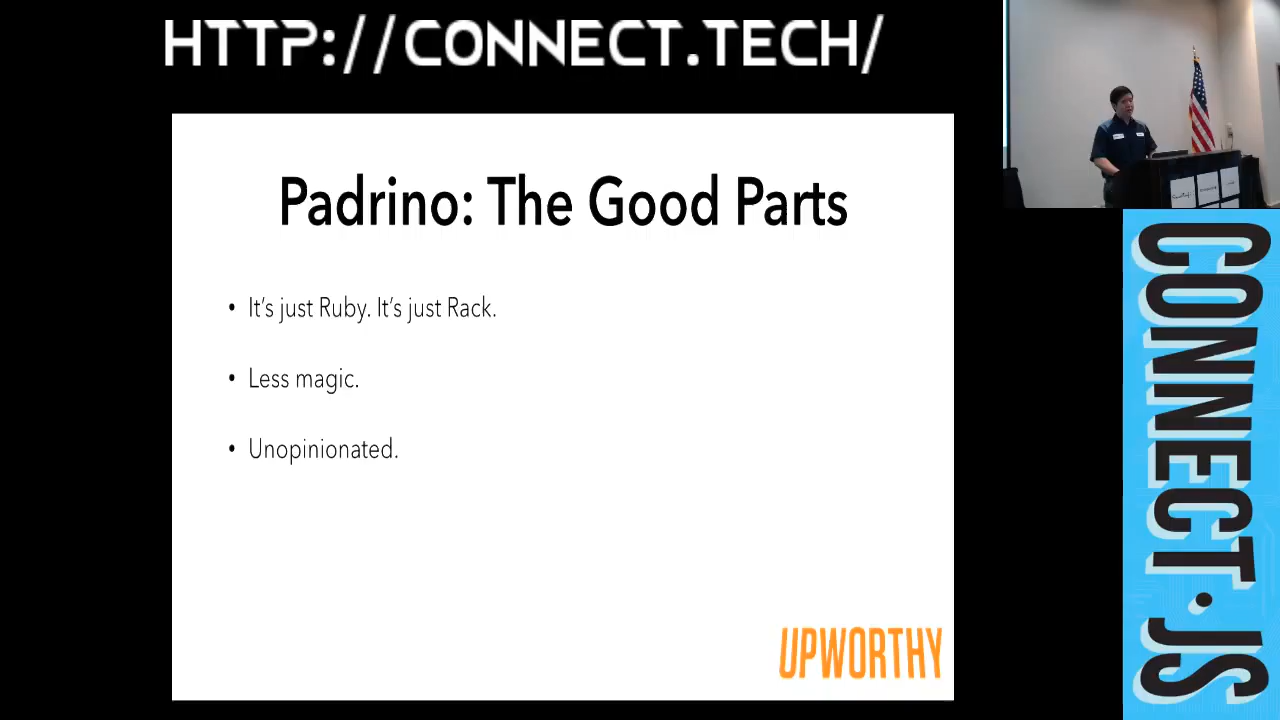 HTTP://CONNECT.TECH/
Padrino: The Good Parts
• It's just Ruby. It's just Rack.
• Less magic.
• Unopinionated.
UPWORTHY
CONNECT.JS